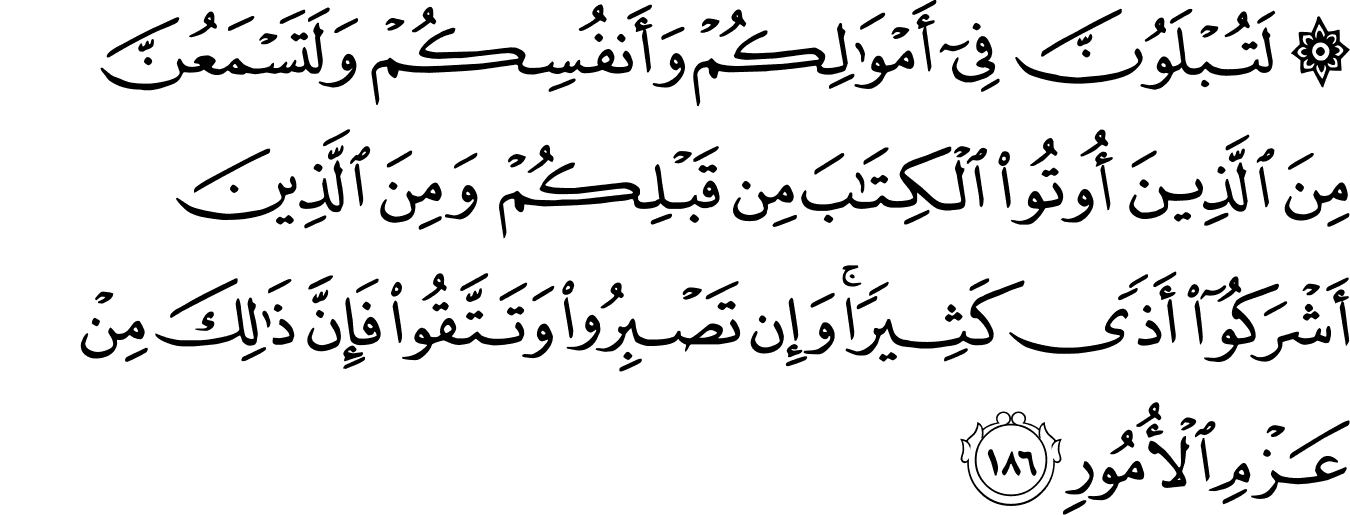 ۞ لَتُبْلَوُنَّ فِىٓ أَمْوَٰلِكُمْ وَأَنفُسِكُمْ وَلَتَسْمَعُنَّ
مِنَ ٱلَّذِينَ أُوتُوا۟ ٱلْكِتَـٰبَ مِن قَبْلِكُمْ وَمِنَ ٱلَّذِينَ
أَشْرَكُوٓا۟ أَذًى كَثِيرًا ۚ وَإِن تَصْبِرُوا۟ وَتَتَّقُوا۟ فَإِنَّ ذَٰلِكَ مِنْ
عَزْمِ ٱلْأُمُورِ ١٨٦